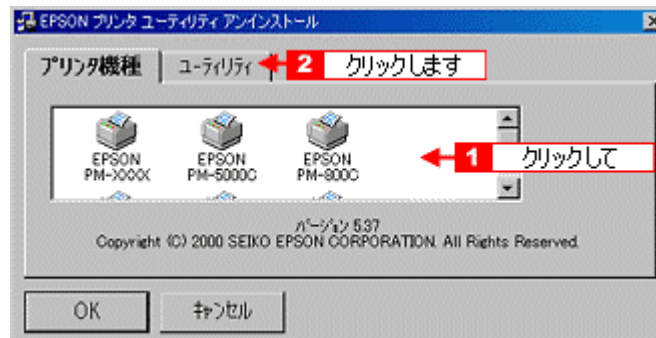 EPSON プリンタ ユーティリティ アンインストール
プリンタ機種 ユーティリティ 2 クリックします
EPSON PM-XXXX
EPSON PM-5000C
EPSON PM-800C
1 クリックして
バージョン 5.37
Copyright (C) 2000 SEIKO EPSON CORPORATION. All Rights Reserved.
OK キャンセル